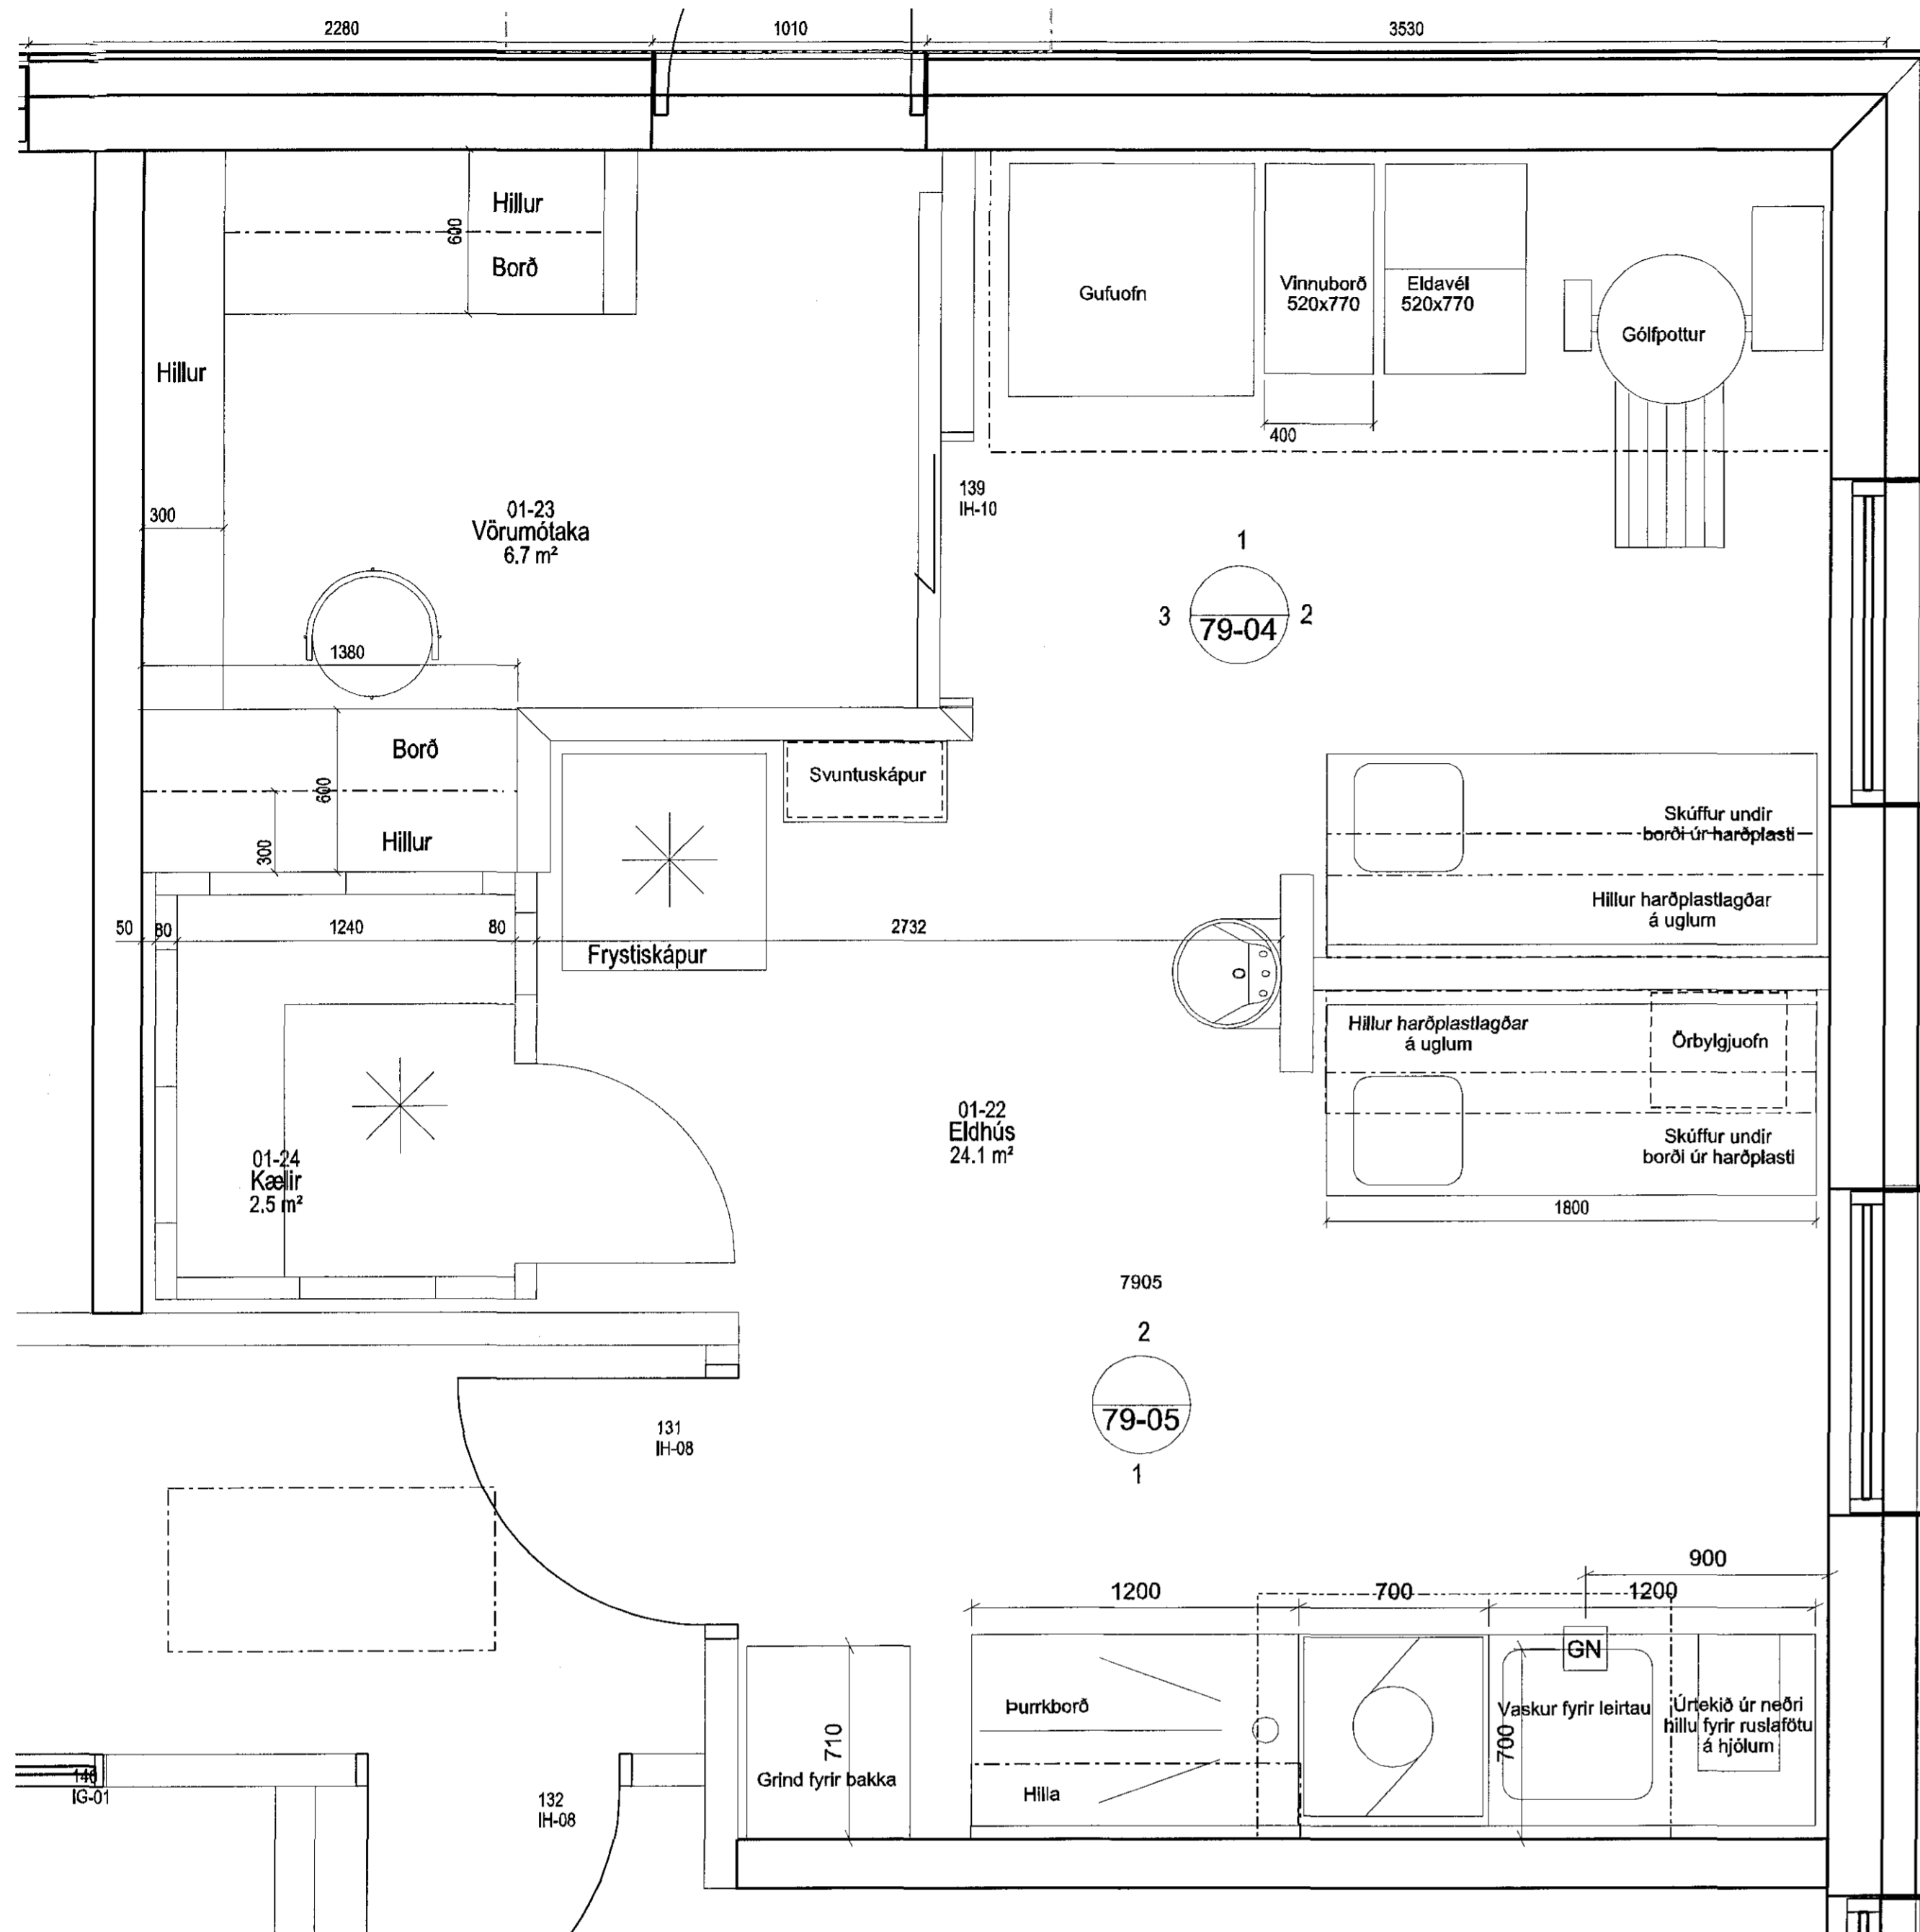 2280
1010
3530
Hillur
600
Borð
Hillur
Gufuofn
Vinnuborð
520x770
Eldavél
520x770
Gólfpottur
400
139
IH-10
300
01-23
Vörumótaka
6.7 m²
1
3
79-04
2
1380
Borð
600
300
Hillur
Svuntuskápur
Skúffur undir
borði úr harðplasti
Hillur harðplastlagðar
á uglum
50
80
1240
80
2732
Frystiskápur
Hillur harðplastlagðar
á uglum
Örbylgjuofn
01-22
Eldhús
24.1 m²
Skúffur undir
borði úr harðplasti
01-24
Kælir
2.5 m²
1800
7905
2
79-05
1
131
IH-08
900
1200
700
1200
GN
Þurrkborð
Vaskur fyrir leirtau
Úrtekið úr neðri
hillu fyrir ruslafötu
á hjólum
710
700
Grind fyrir bakka
Hilla
140
IG-01
132
IH-08